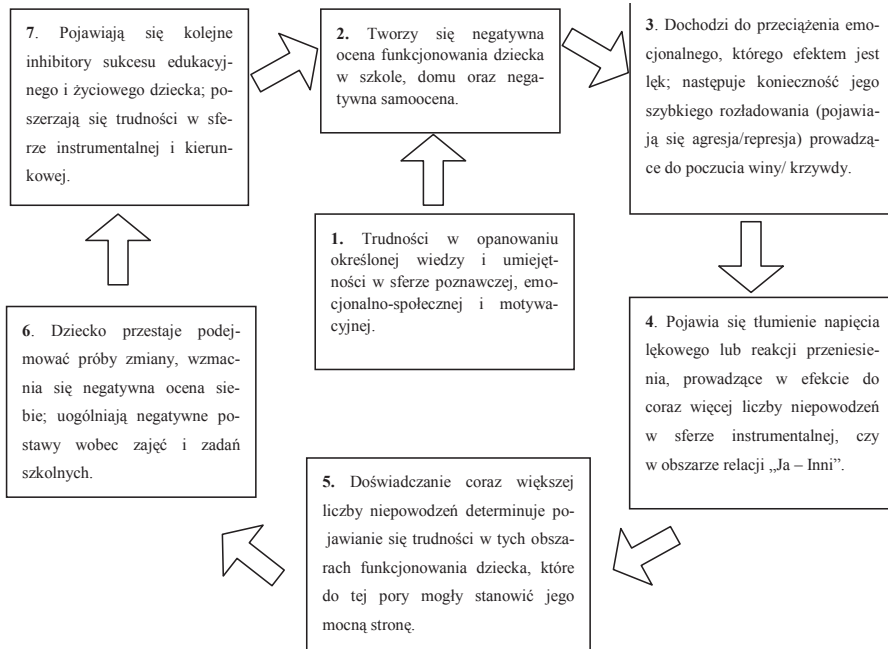 7. Pojawiają się kolejne
inhibitory sukcesu edukacyj-
nego i życiowego dziecka; po-
szerzają się trudności w sfe-
rze instrumentalnej i kierun-
kowej.
2. Tworzy się negatywna
ocena funkcjonowania dziecka
w szkole, domu oraz nega-
tywna samoocena.
3. Dochodzi do przeciążenia emo-
cjonalnego, którego efektem jest
lęk; następuje konieczność jego
szybkiego rozładowania (pojawia-
ją się agresja/represja) prowadzą-
ce do poczucia winy/ krzywdy.
1. Trudności w opanowaniu
określonej wiedzy i umiejęt-
ności w sferze poznawczej, emo-
cjonalno-społecznej i motywa-
cyjnej.
6. Dziecko przestaje podej-
mować próby zmiany, wzmac-
nia się negatywna ocena sie-
bie; uogólniają negatywne po-
stawy wobec zajęć i zadań
szkolnych.
4. Pojawia się tłumienie napięcia
lękowego lub reakcji przeniesie-
nia, prowadzące w efekcie do
coraz więcej liczby niepowodzeń
w sferze instrumentalnej, czy
w obszarze relacji „Ja – Inni”.
5. Doświadczanie coraz większej
liczby niepowodzeń determinuje po-
jawianie się trudności w tych obsza-
rach funkcjonowania dziecka, które
do tej pory mogły stanowić jego
mocną stronę.